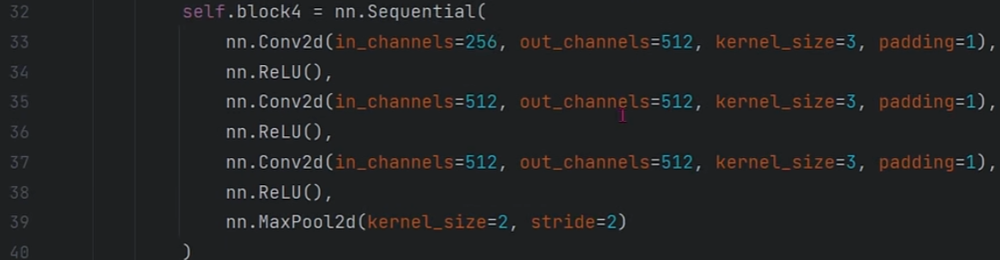 32 self.block4 = nn.Sequential(
33 nn.Conv2d(in_channels=256, out_channels=512, kernel_size=3, padding=1),
34 nn.ReLU(),
35 nn.Conv2d(in_channels=512, out_channels=512, kernel_size=3, padding=1),
36 nn.ReLU(),
37 nn.Conv2d(in_channels=512, out_channels=512, kernel_size=3, padding=1),
38 nn.ReLU(),
39 nn.MaxPool2d(kernel_size=2, stride=2)
40 )